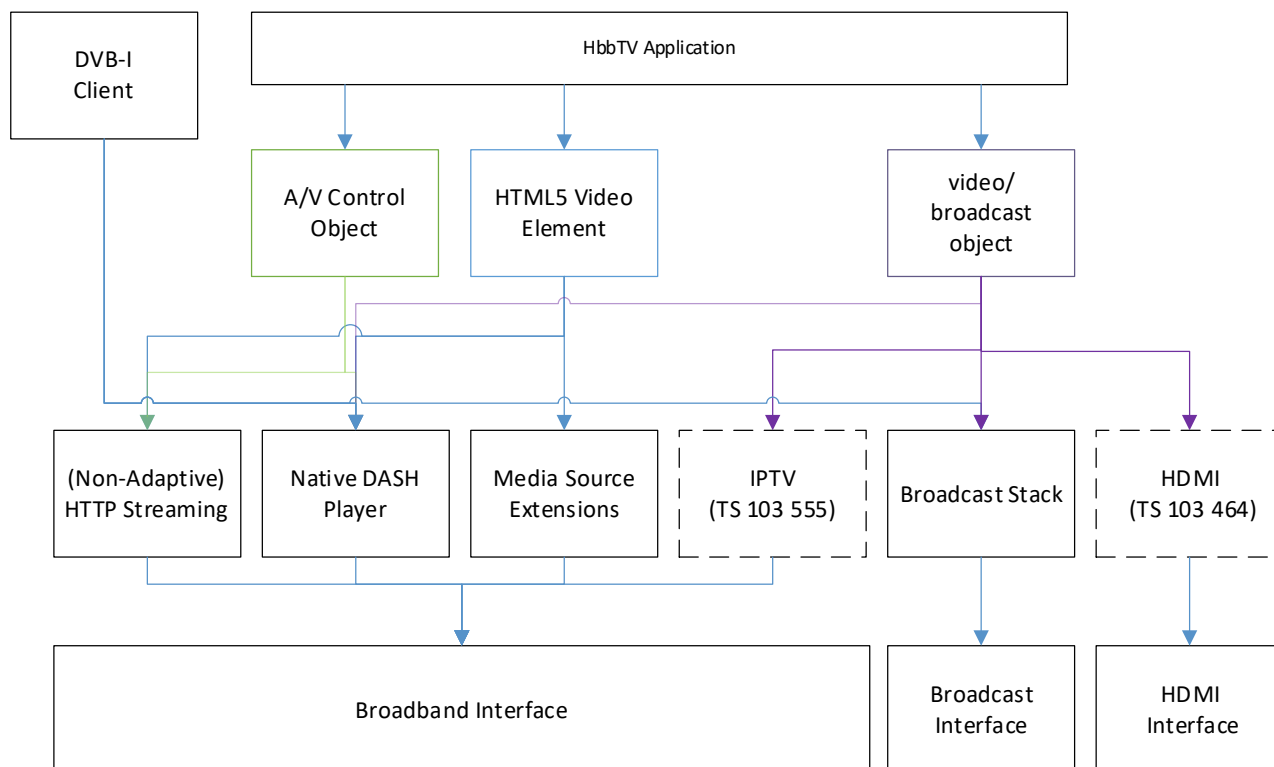 DVB-I
Client
HbbTV Application
A/V Control
Object
HTML5 Video
Element
video/
broadcast
object
(Non-Adaptive)
HTTP Streaming
Native DASH
Player
Media Source
Extensions
IPTV
(TS 103 555)
Broadcast Stack
HDMI
(TS 103 464)
Broadband Interface
Broadcast
Interface
HDMI
Interface